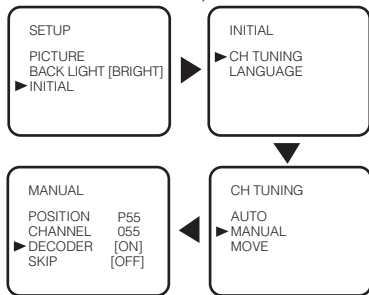 SETUP
PICTURE
BACK LIGHT [BRIGHT]
►INITIAL
INITIAL
►CH TUNING
LANGUAGE
CH TUNING
AUTO
►MANUAL
MOVE
MANUAL
POSITION P55
CHANNEL 055
►DECODER [ON]
SKIP [OFF]